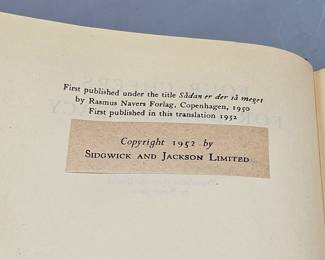 First published under the title Sådan er der så meget
by Rasmus Navers Forlag, Copenhagen, 1950
First published in this translation 1952
Copyright 1952 by
SIDGWICK AND JACKSON LIMITED